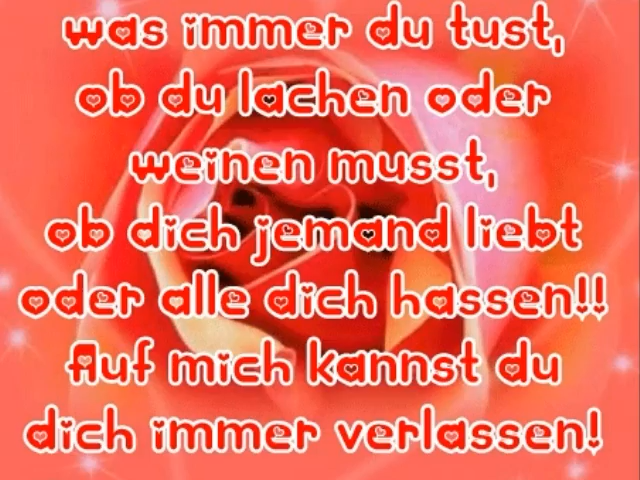 was immer du tust,
ob du lachen oder
weinen musst,
ob dich jemand liebt
oder alle dich hassen!!
Auf mich kannst du
dich immer verlassen!